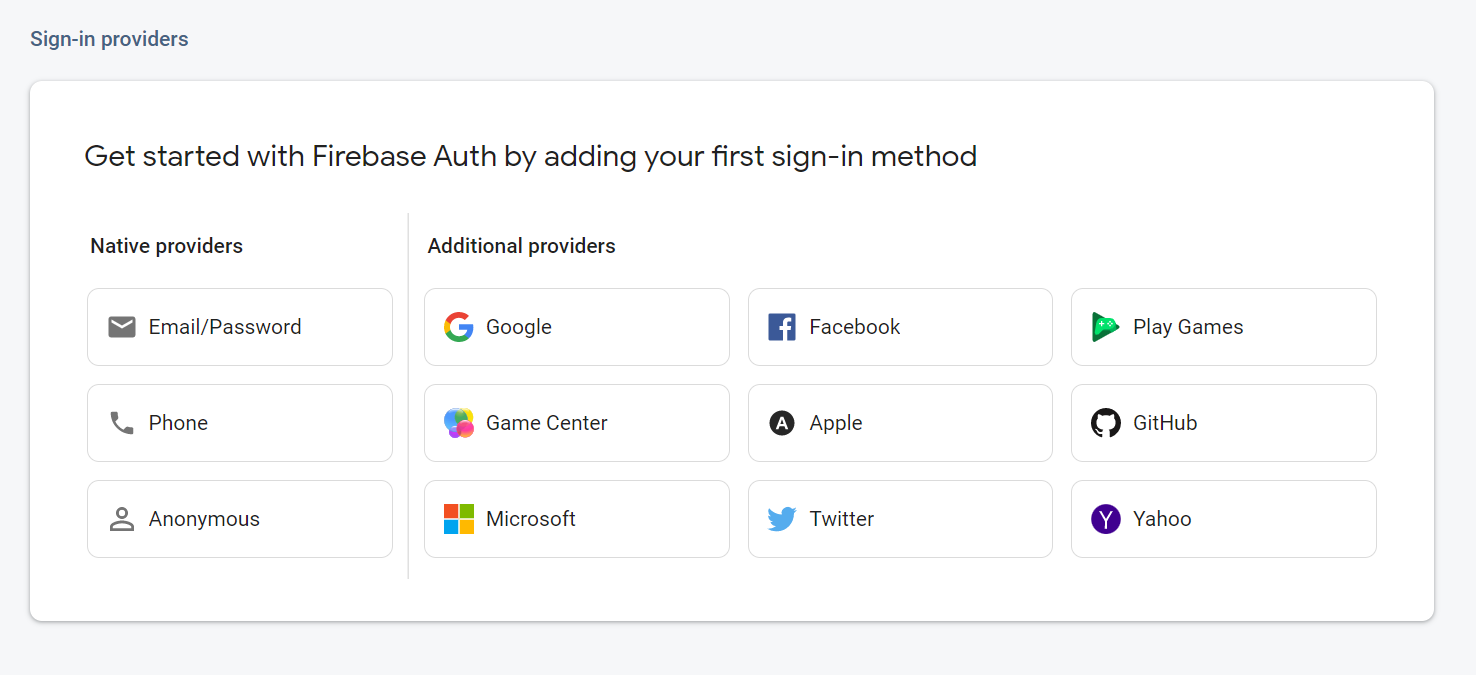 Sign-in providers
Get started with Firebase Auth by adding your first sign-in method
Native providers
Additional providers
Email/Password
Google
Facebook
Play Games
Phone
Game Center
Apple
GitHub
Anonymous
Microsoft
Twitter
Yahoo